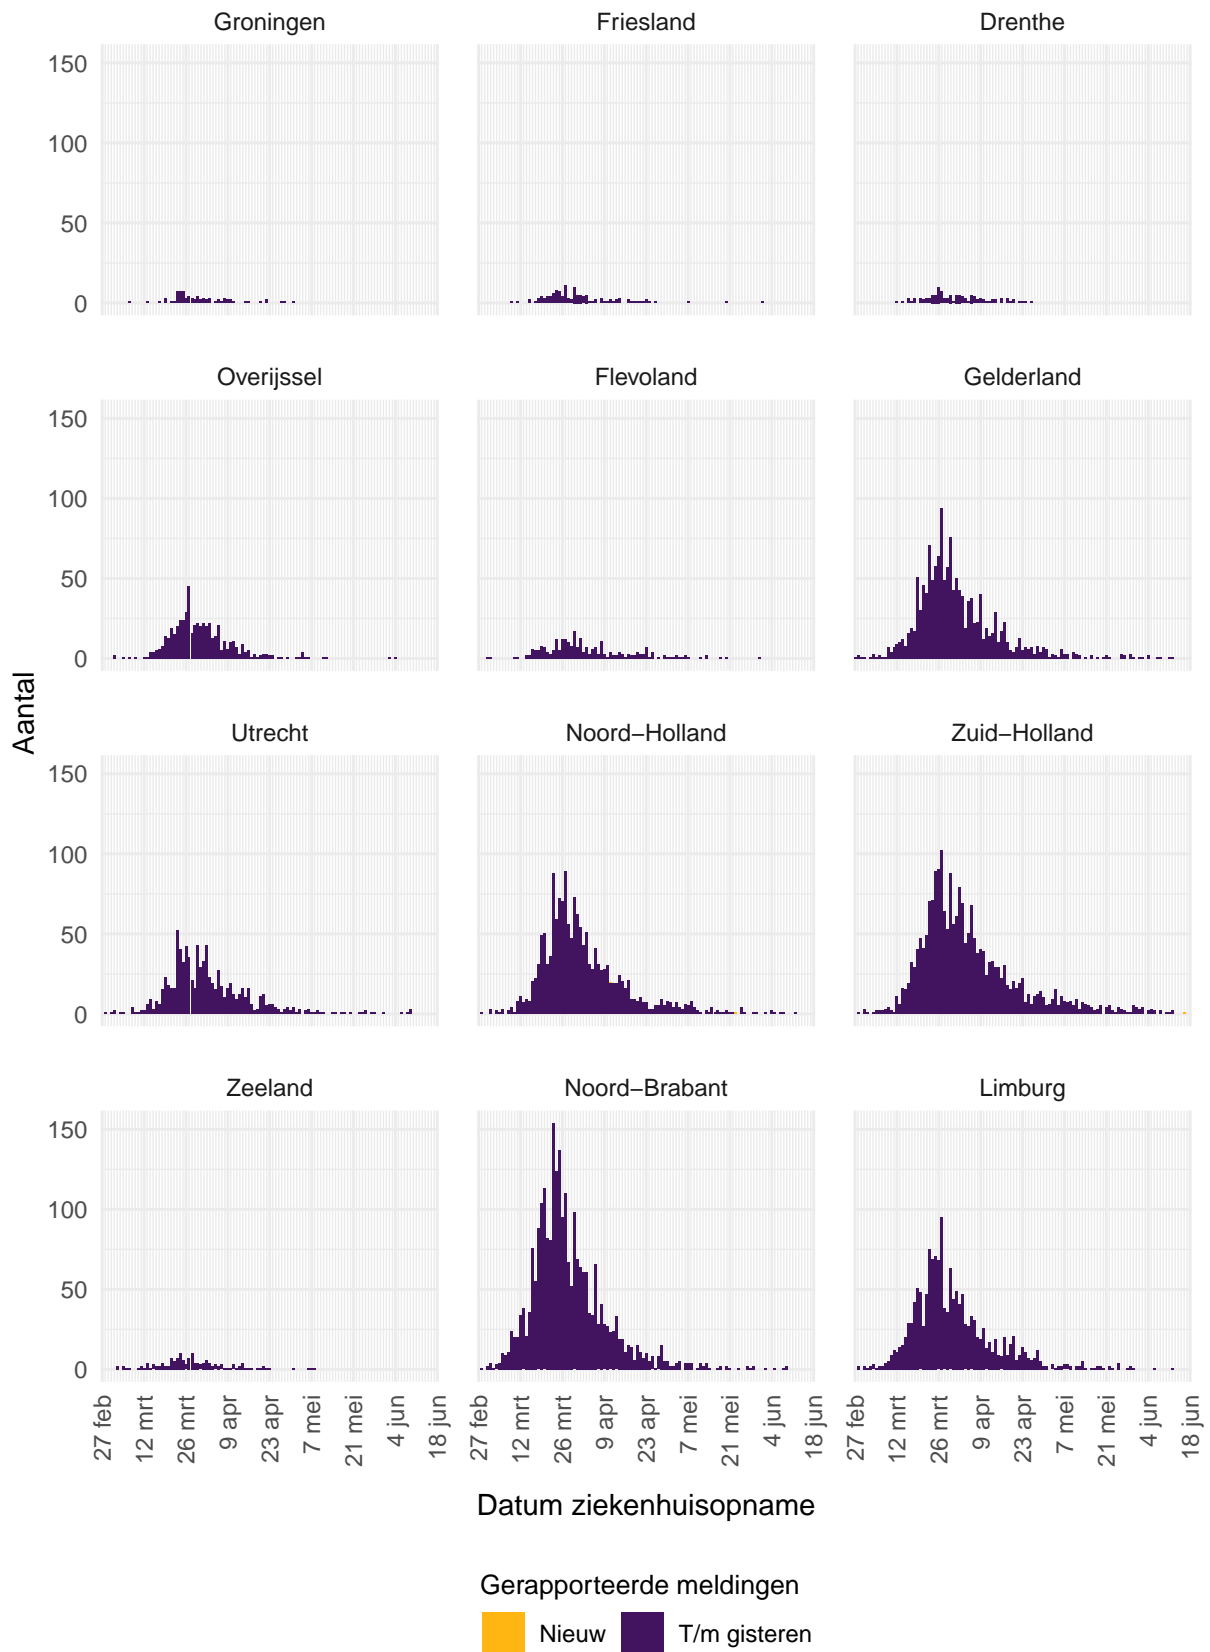 Groningen Friesland Drenthe
150
100
50
0
Overijssel Flevoland Gelderland
150
100
50
0
Aantal
Utrecht Noord−Holland Zuid−Holland
150
100
50
0
Zeeland Noord−Brabant Limburg
150
100
50
0
27 feb 12 mrt 26 mrt 9 apr 23 apr 7 mei 21 mei 4 jun 18 jun 27 feb 12 mrt 26 mrt 9 apr 23 apr 7 mei 21 mei 4 jun 18 jun 27 feb 12 mrt 26 mrt 9 apr 23 apr 7 mei 21 mei 4 jun 18 jun
Datum ziekenhuisopname
Gerapporteerde meldingen
Nieuw T/m gisteren